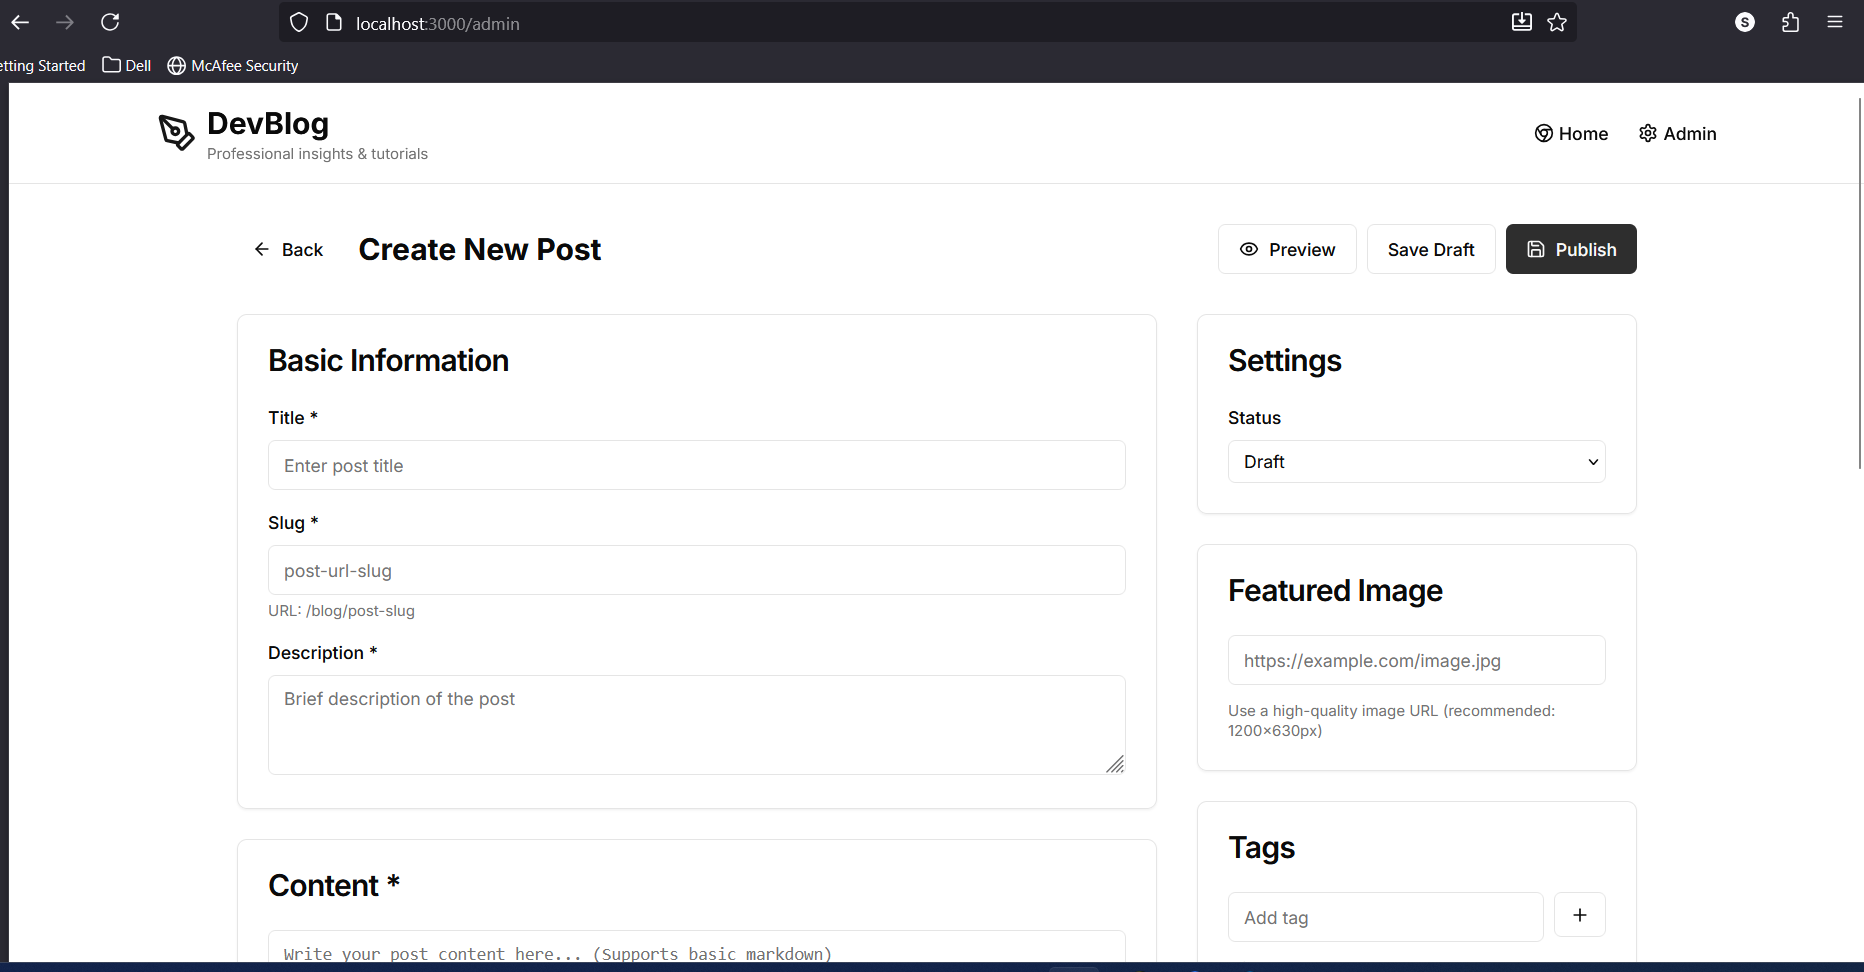 localhost:3000/admin
S
etting Started
Dell
McAfee Security
DevBlog
Professional insights & tutorials
Home
Admin
Back
Create New Post
Preview
Save Draft
Publish
Basic Information
Title *
Enter post title
Slug *
post-url-slug
URL: /blog/post-slug
Description *
Brief description of the post
Content *
Write your post content here... (Supports basic markdown)
Settings
Status
Draft
Featured Image
https://example.com/image.jpg
Use a high-quality image URL (recommended:
1200×630px)
Tags
Add tag
+